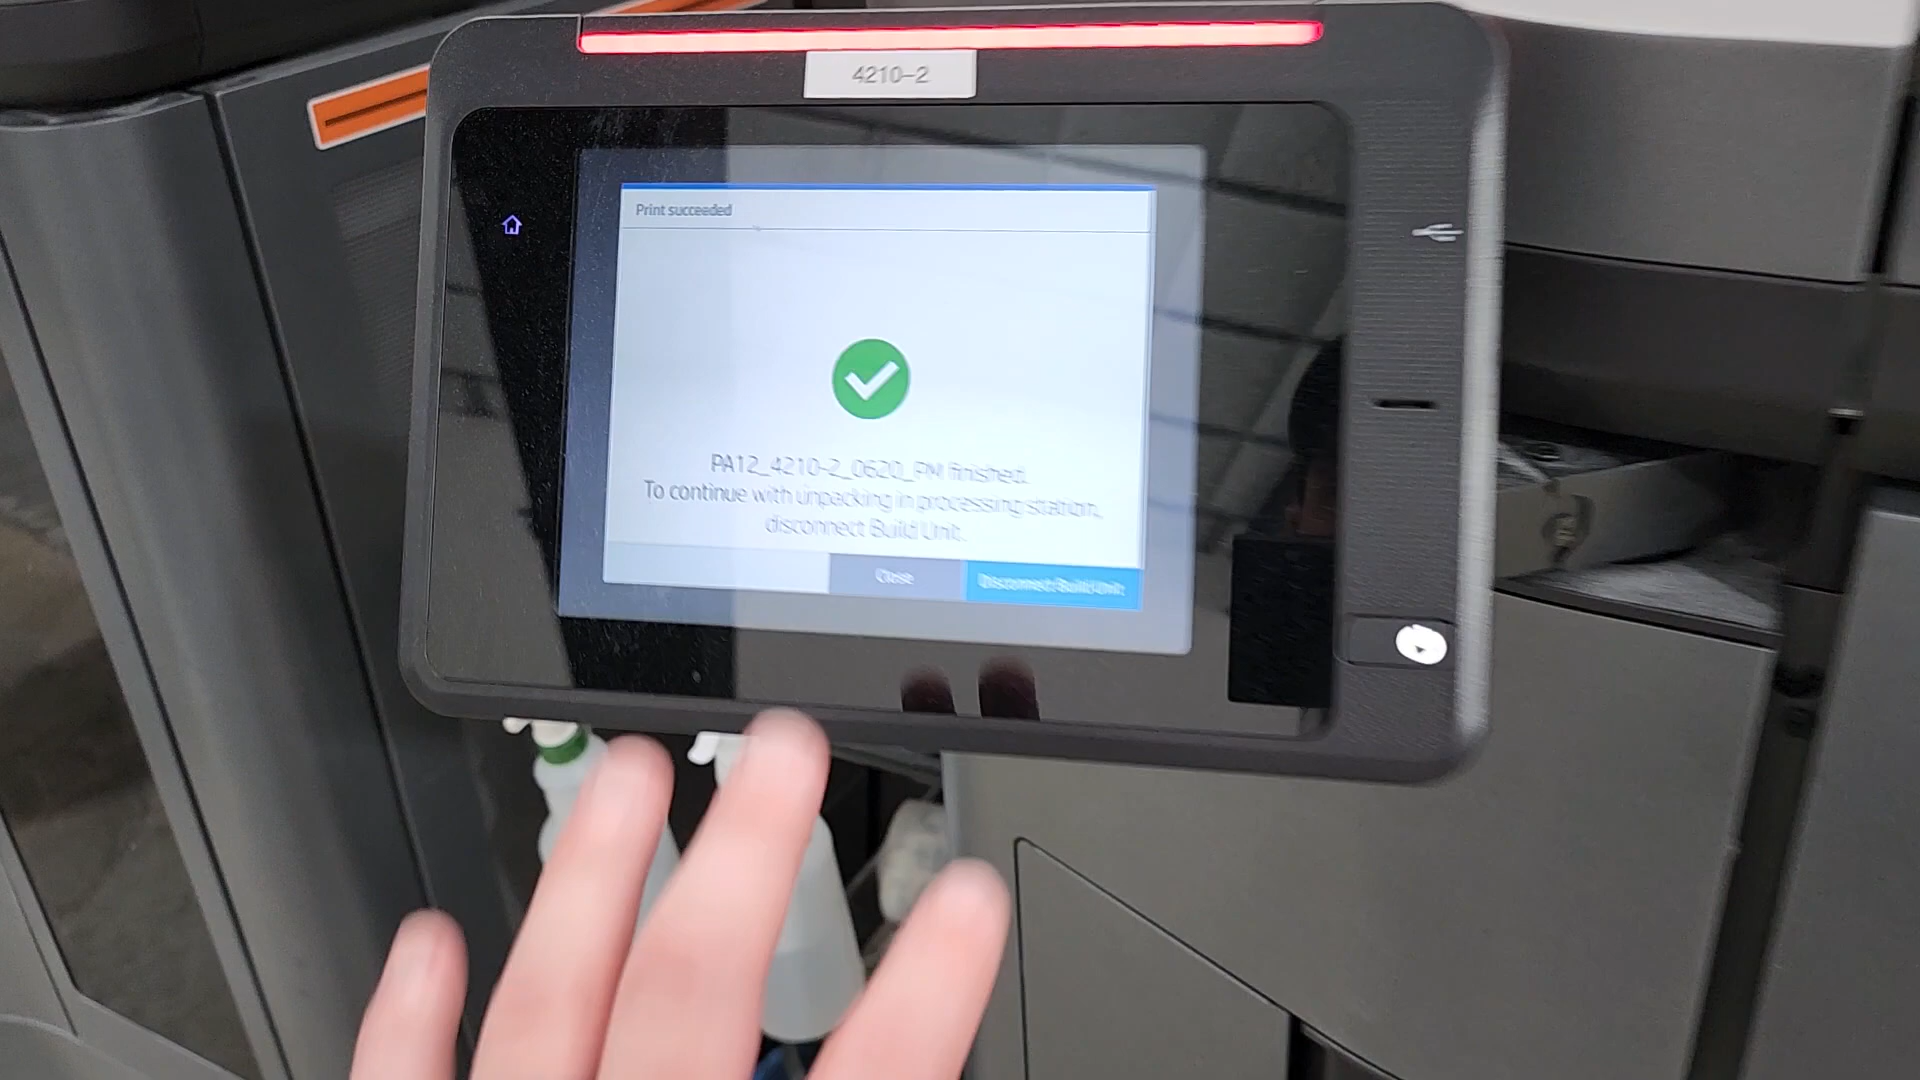 4210-2
Print succeeded
PA12_4210-2_0620_PM finished.
To continue with unpacking in processing station,
disconnect Build Unit.
Close
Disconnect Build Unit